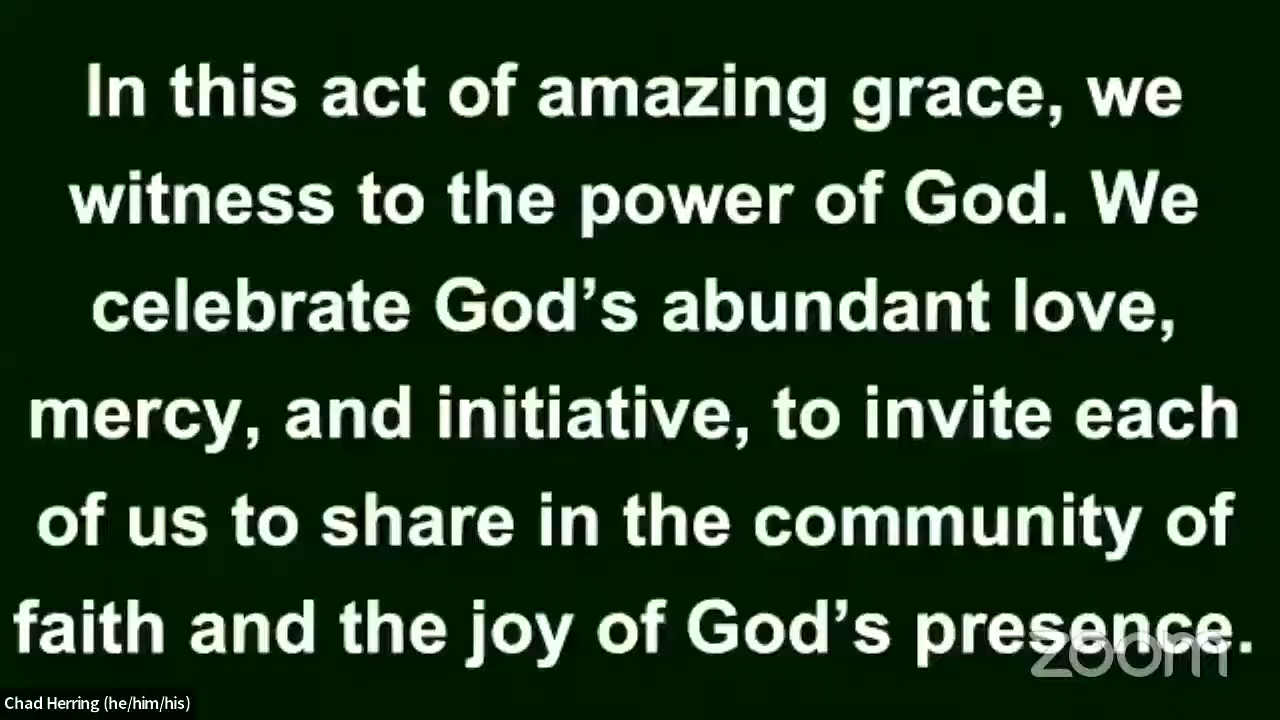 In this act of amazing grace, we
witness to the power of God. We
celebrate God’s abundant love,
mercy, and initiative, to invite each
of us to share in the community of
faith and the joy of God’s presence.
zoom
Chad Herring (he/him/his)